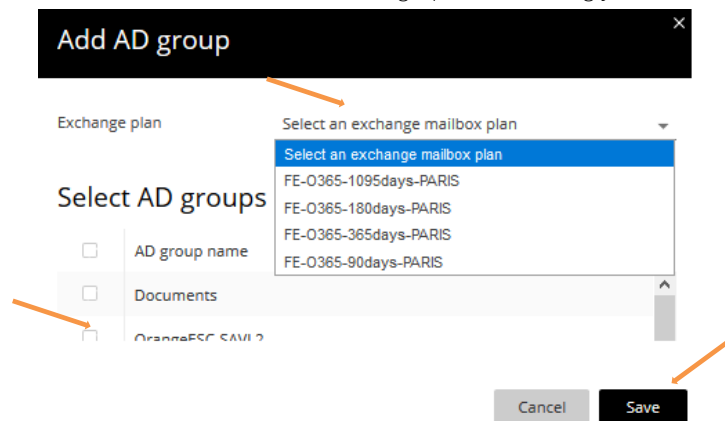 Add AD group
×
Exchange plan
Select an exchange mailbox plan
Select an exchange mailbox plan
FE-O365-1095days-PARIS
FE-O365-180days-PARIS
FE-O365-365days-PARIS
FE-O365-90days-PARIS
Select AD groups
AD group name
Documents
OrangeESC SAVL2
Cancel
Save